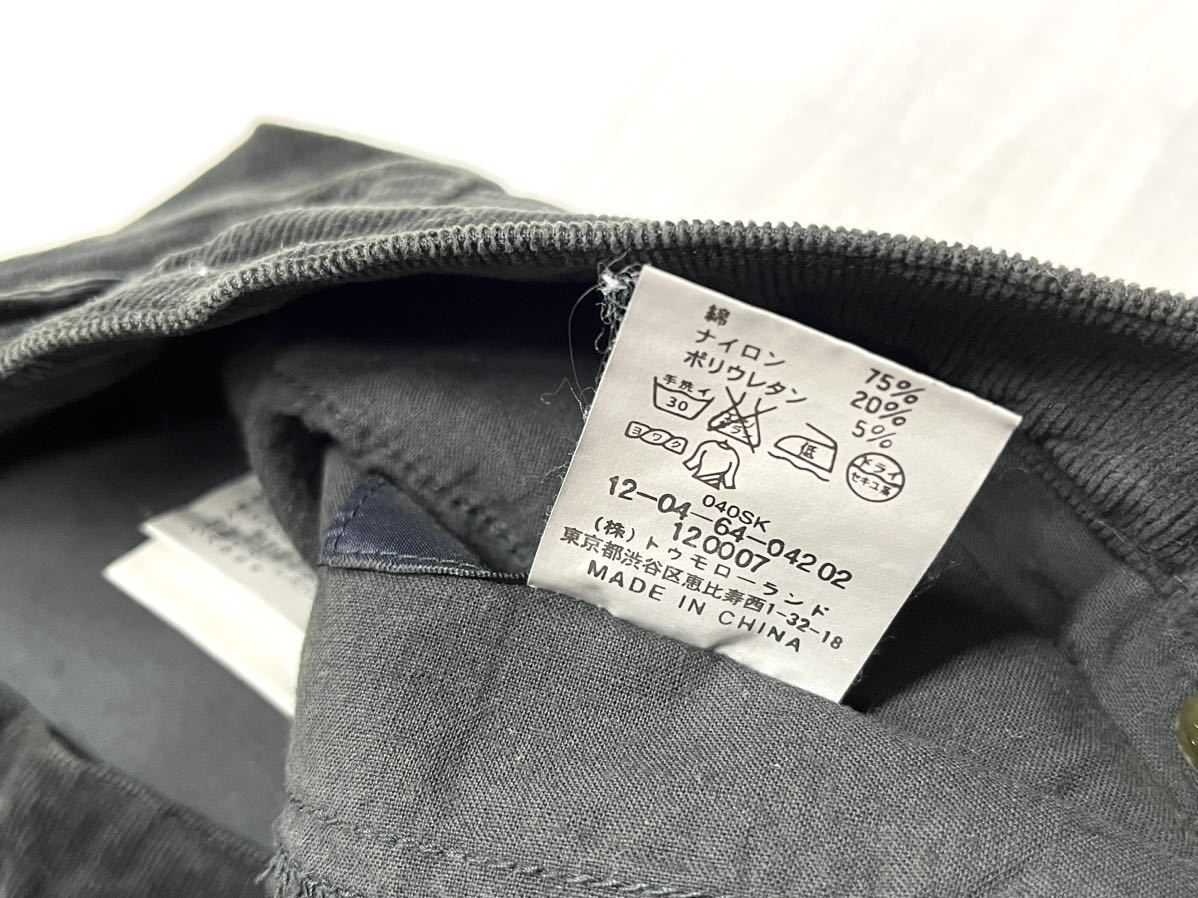 綿 75%
ナイロン 20%
ポリウレタン 5%
手洗イ
30
低
ヨワク
ドライ
セキユ系
040SK
12-04-64-04202
120007
(株)トゥモローランド
東京都渋谷区恵比寿西1-32-18
MADE IN CHINA